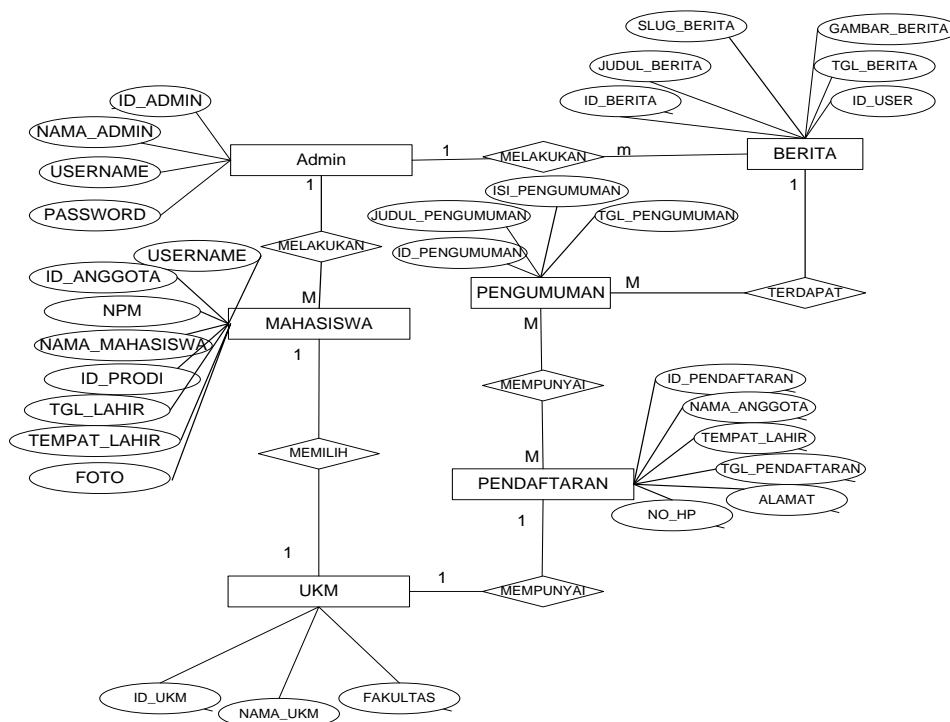 SLUG_BERITA
GAMBAR_BERITA
JUDUL_BERITA
TGL_BERITA
ID_BERITA
ID_USER
ID_ADMIN
NAMA_ADMIN
USERNAME
PASSWORD
Admin
1
MELAKUKAN
m
BERITA
1
1
MELAKUKAN
M
ISI_PENGUMUMAN
JUDUL_PENGUMUMAN
TGL_PENGUMUMAN
ID_PENGUMUMAN
PENGUMUMAN
M
TERDAPAT
M
USERNAME
ID_ANGGOTA
NPM
NAMA_MAHASISWA
ID_PRODI
TGL_LAHIR
TEMPAT_LAHIR
FOTO
MAHASISWA
1
MEMILIH
1
MEMPUNYAI
M
ID_PENDAFTARAN
NAMA_ANGGOTA
TEMPAT_LAHIR
TGL_PENDAFTARAN
ALAMAT
NO_HP
PENDAFTARAN
1
UKM
1
MEMPUNYAI
ID_UKM
NAMA_UKM
FAKULTAS